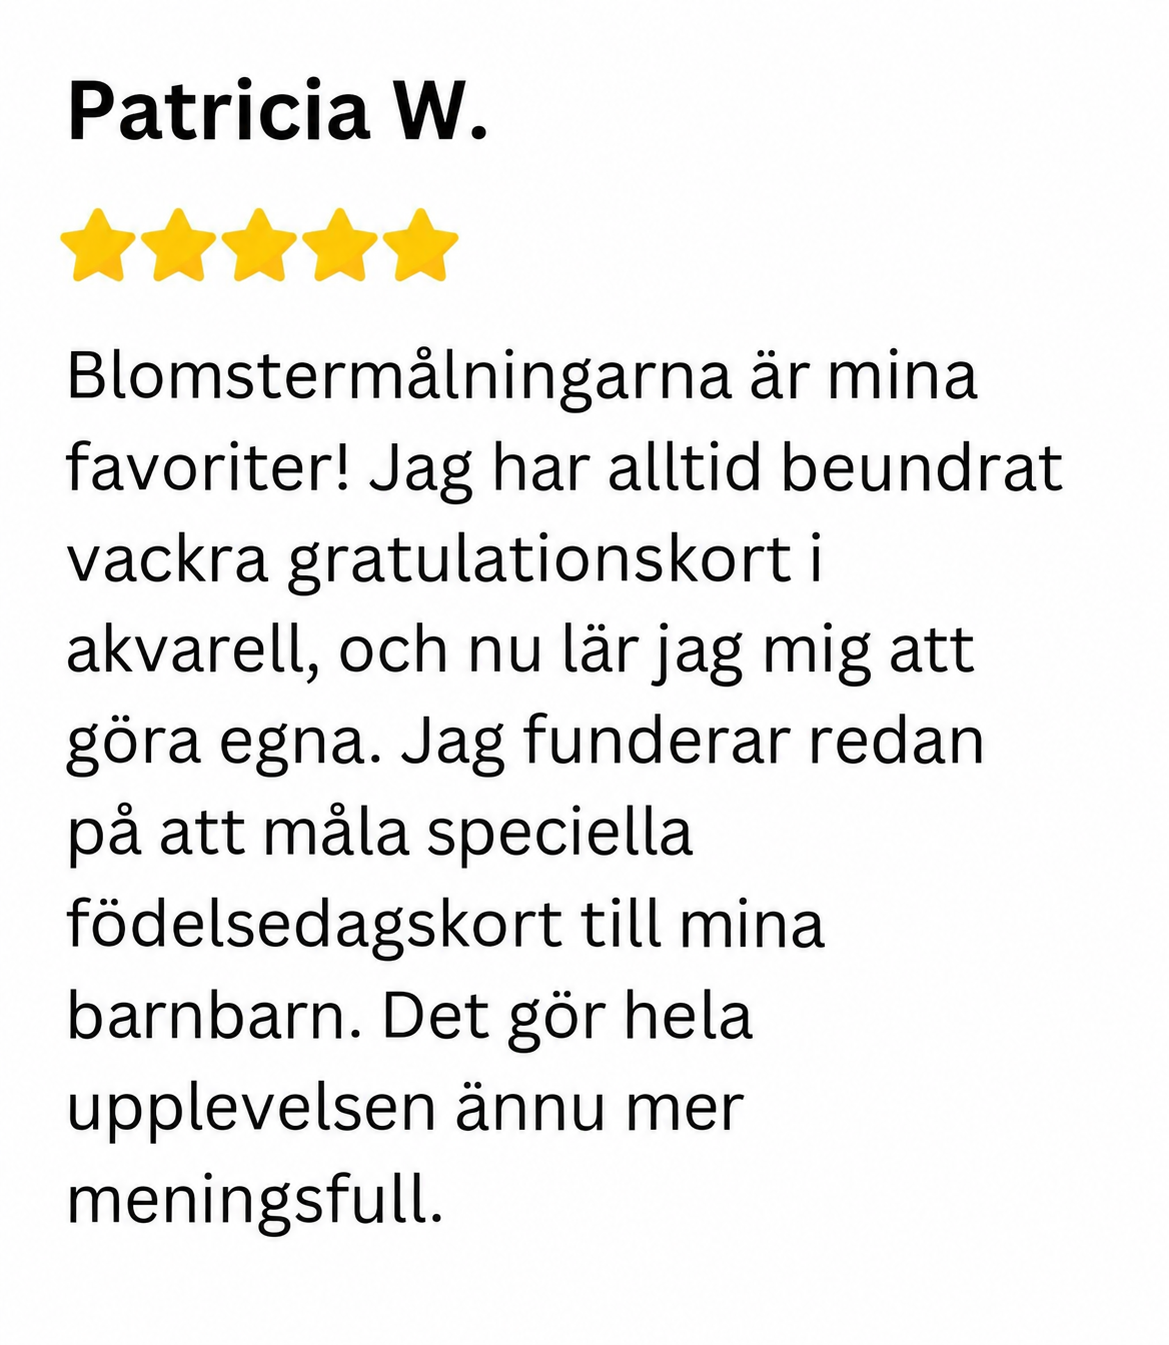 Patricia W.
⭐⭐⭐⭐⭐
Blomstermålningarna är mina
favoriter! Jag har alltid beundrat
vackra gratulationskort i
akvarell, och nu lär jag mig att
göra egna. Jag funderar redan
på att måla speciella
födelsedagskort till mina
barnbarn. Det gör hela
upplevelsen ännu mer
meningsfull.